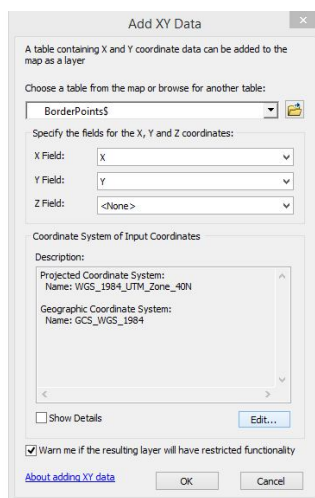 Add XY Data
A table containing X and Y coordinate data can be added to the
map as a layer
Choose a table from the map or browse for another table:
BorderPoints$
Specify the fields for the X, Y and Z coordinates:
X Field: X
Y Field: Y
Z Field: <None>
Coordinate System of Input Coordinates
Description:
Projected Coordinate System:
Name: WGS_1984_UTM_Zone_40N
Geographic Coordinate System:
Name: GCS_WGS_1984
Show Details Edit...
Warn me if the resulting layer will have restricted functionality
About adding XY data OK Cancel